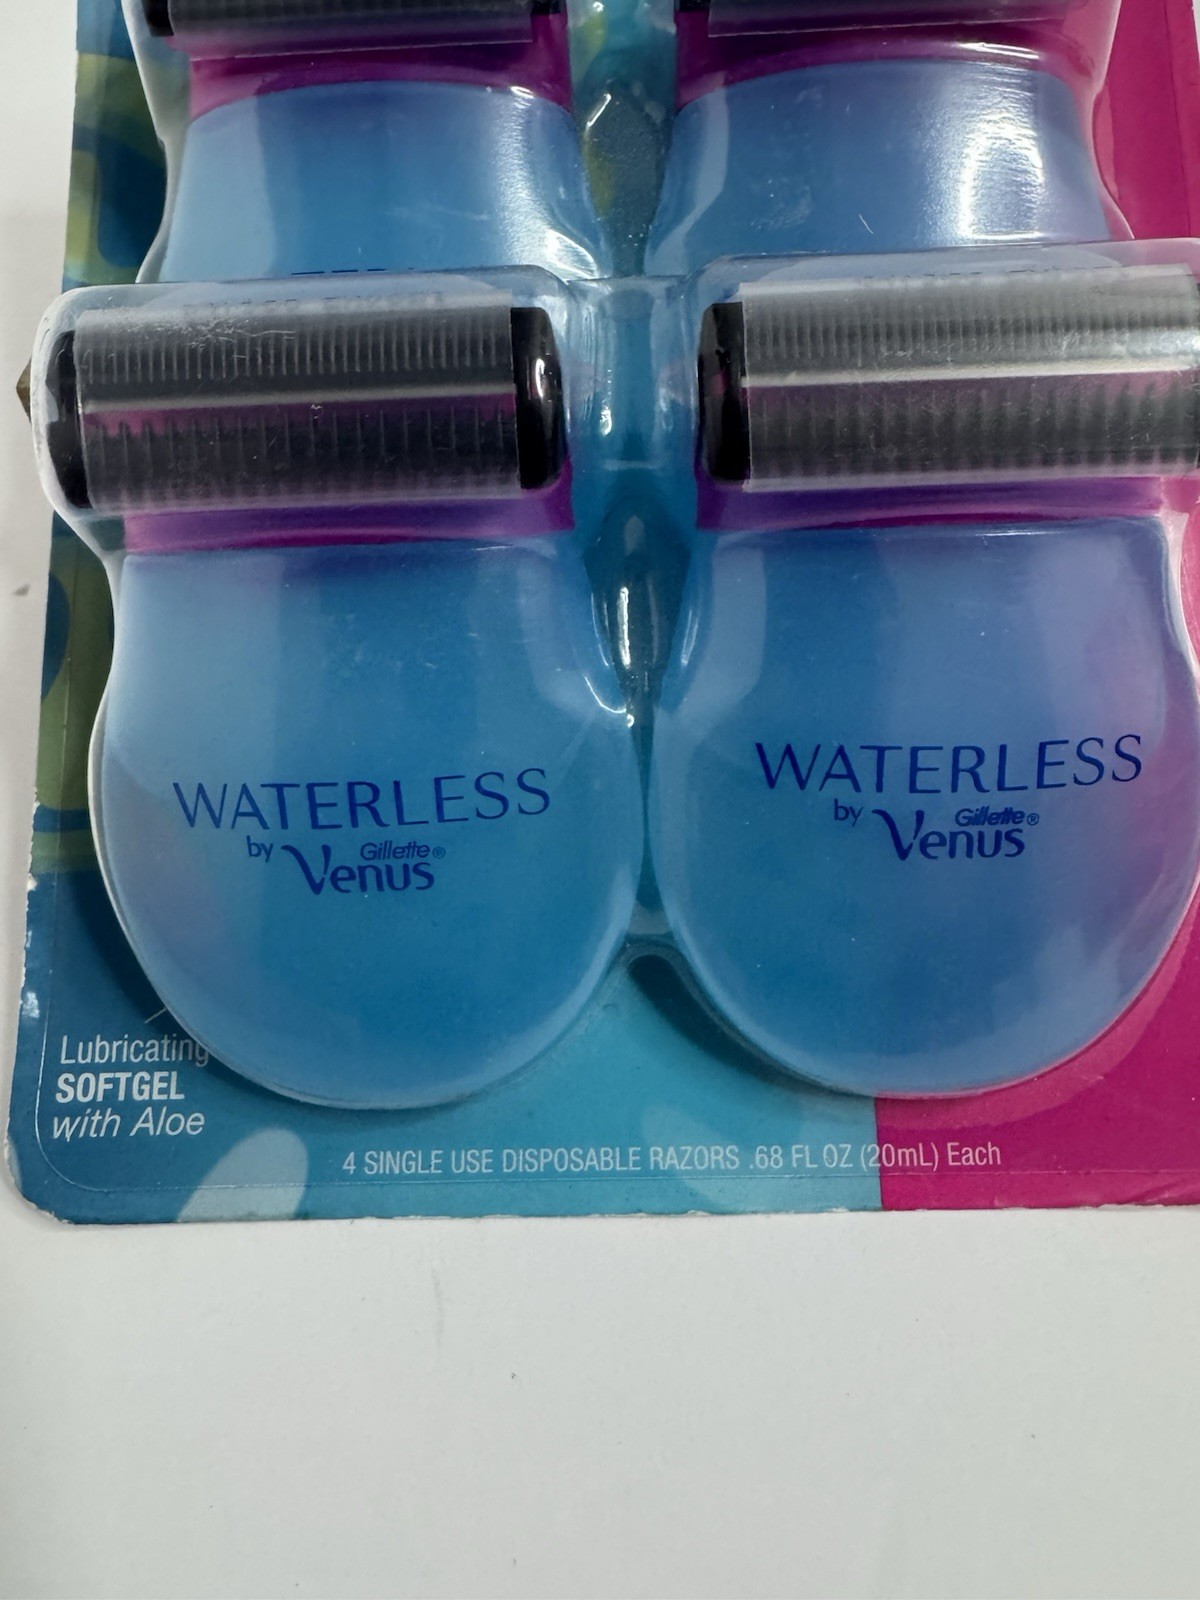 WATERLESS
by Gillette®
Venus
WATERLESS
by Gillette®
Venus
Lubricating
SOFTGEL
with Aloe
4 SINGLE USE DISPOSABLE RAZORS .68 FL OZ (20mL) Each